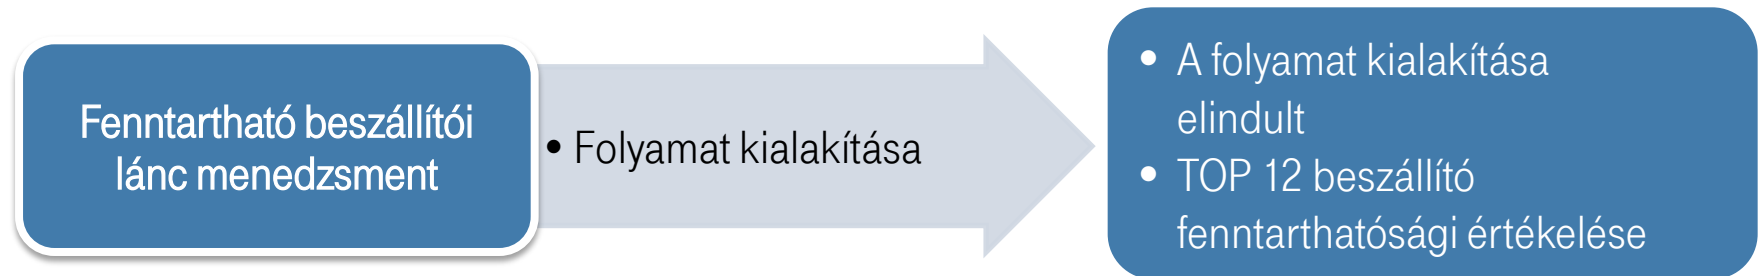 Fenntartható beszállítói
lánc menedzsment
• Folyamat kialakítása
• A folyamat kialakítása
elindult
• TOP 12 beszállító
fenntarthatósági értékelése